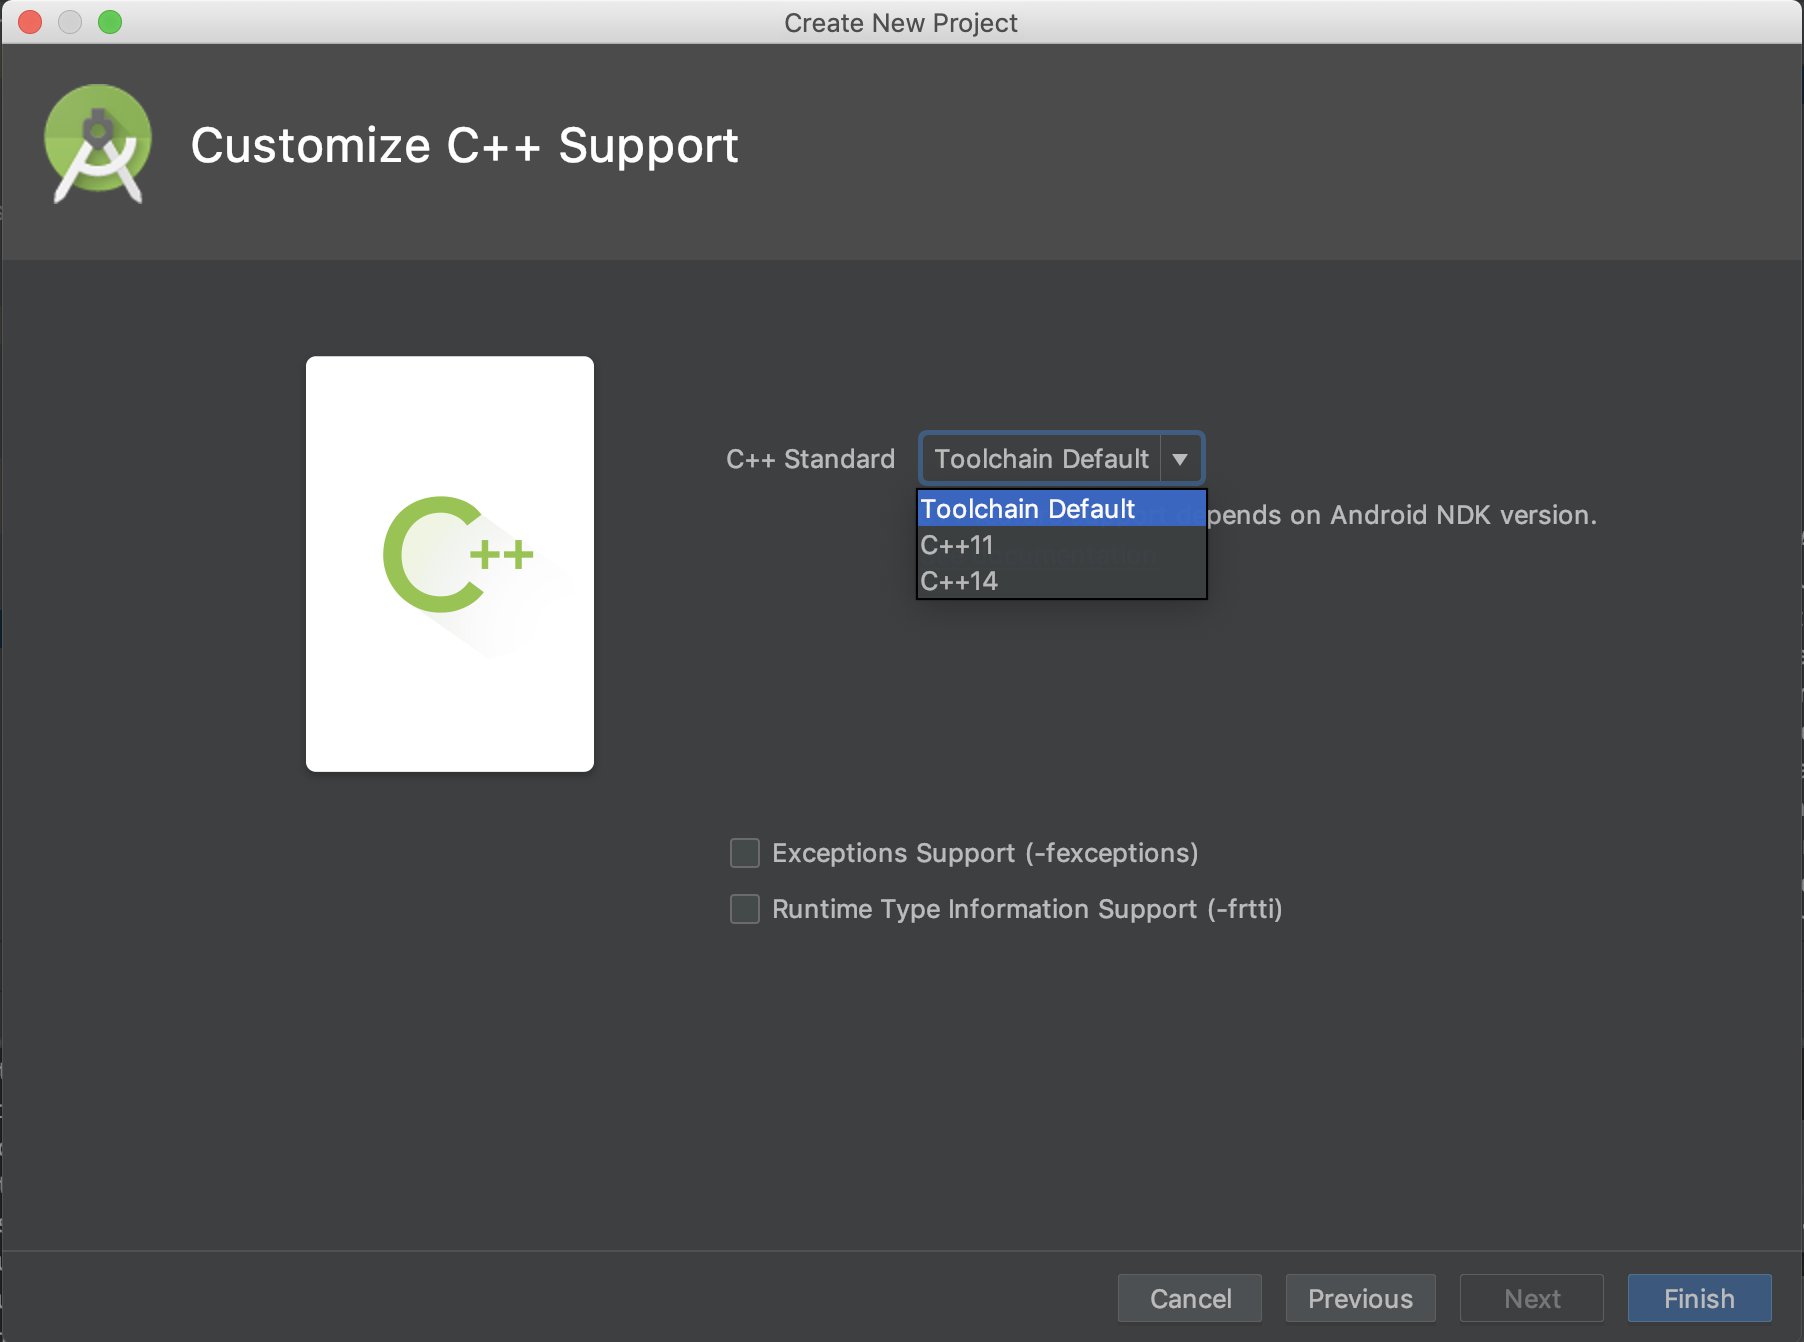 Create New Project
Customize C++ Support
C++
C++ Standard
Toolchain Default
Toolchain Default
pends on Android NDK version.
C++11
C++14
Exceptions Support (-fexceptions)
Runtime Type Information Support (-frtti)
Cancel
Previous
Next
Finish